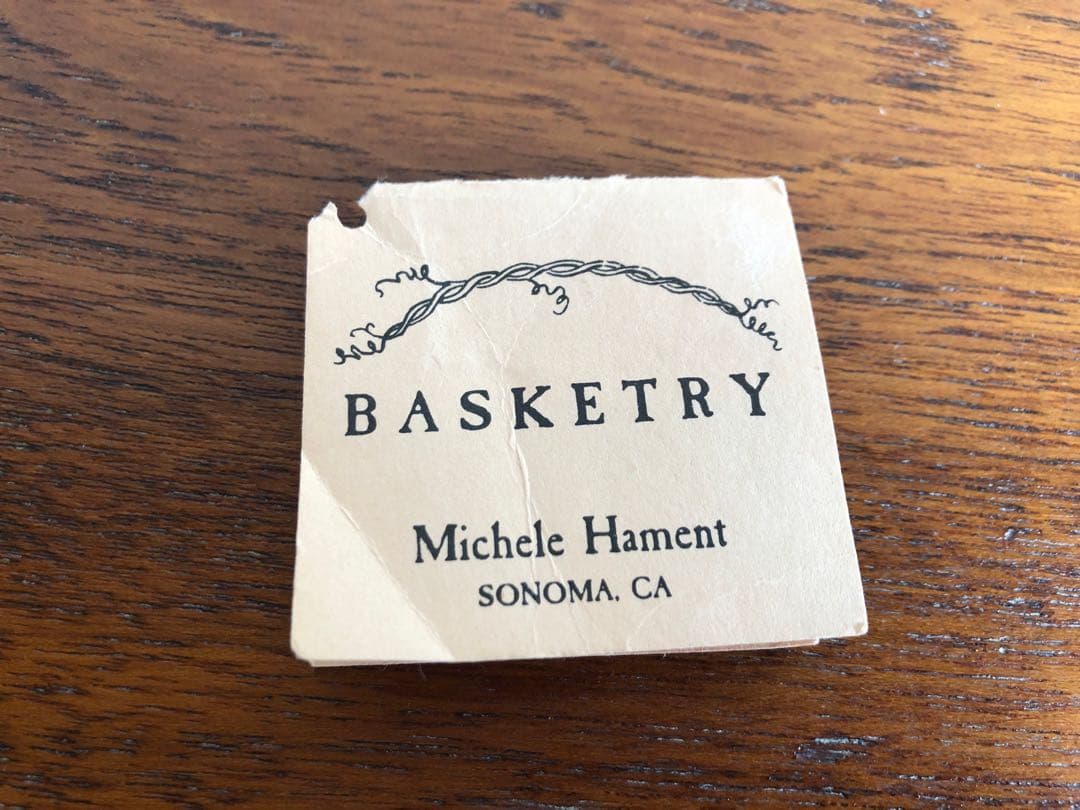 BASKETRY
Michele Hament
SONOMA, CA